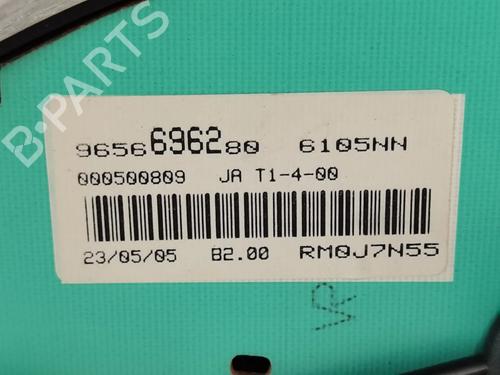 B-PARTS
9656696280 6105NN
000500809 JA T1-4-00
23/05/05 B2.00 RM0J7N55
VR